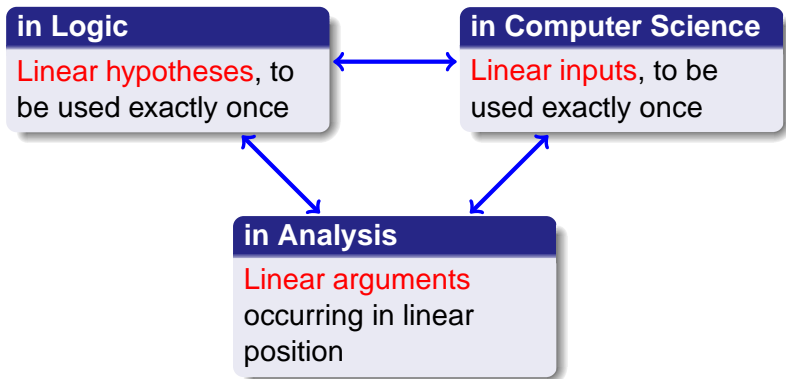 in Logic
Linear hypotheses, to
be used exactly once
in Computer Science
Linear inputs, to be
used exactly once
in Analysis
Linear arguments
occurring in linear
position